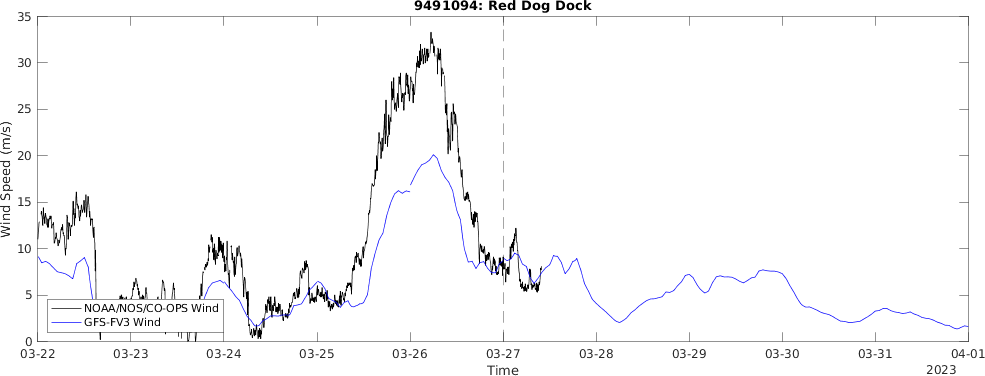 9491094: Red Dog Dock
35
30
25
20
15
10
5
0
Wind Speed (m/s)
NOAA/NOS/CO-OPS Wind
GFS-FV3 Wind
03-22 03-23 03-24 03-25 03-26 03-27 03-28 03-29 03-30 03-31 04-01
Time
2023